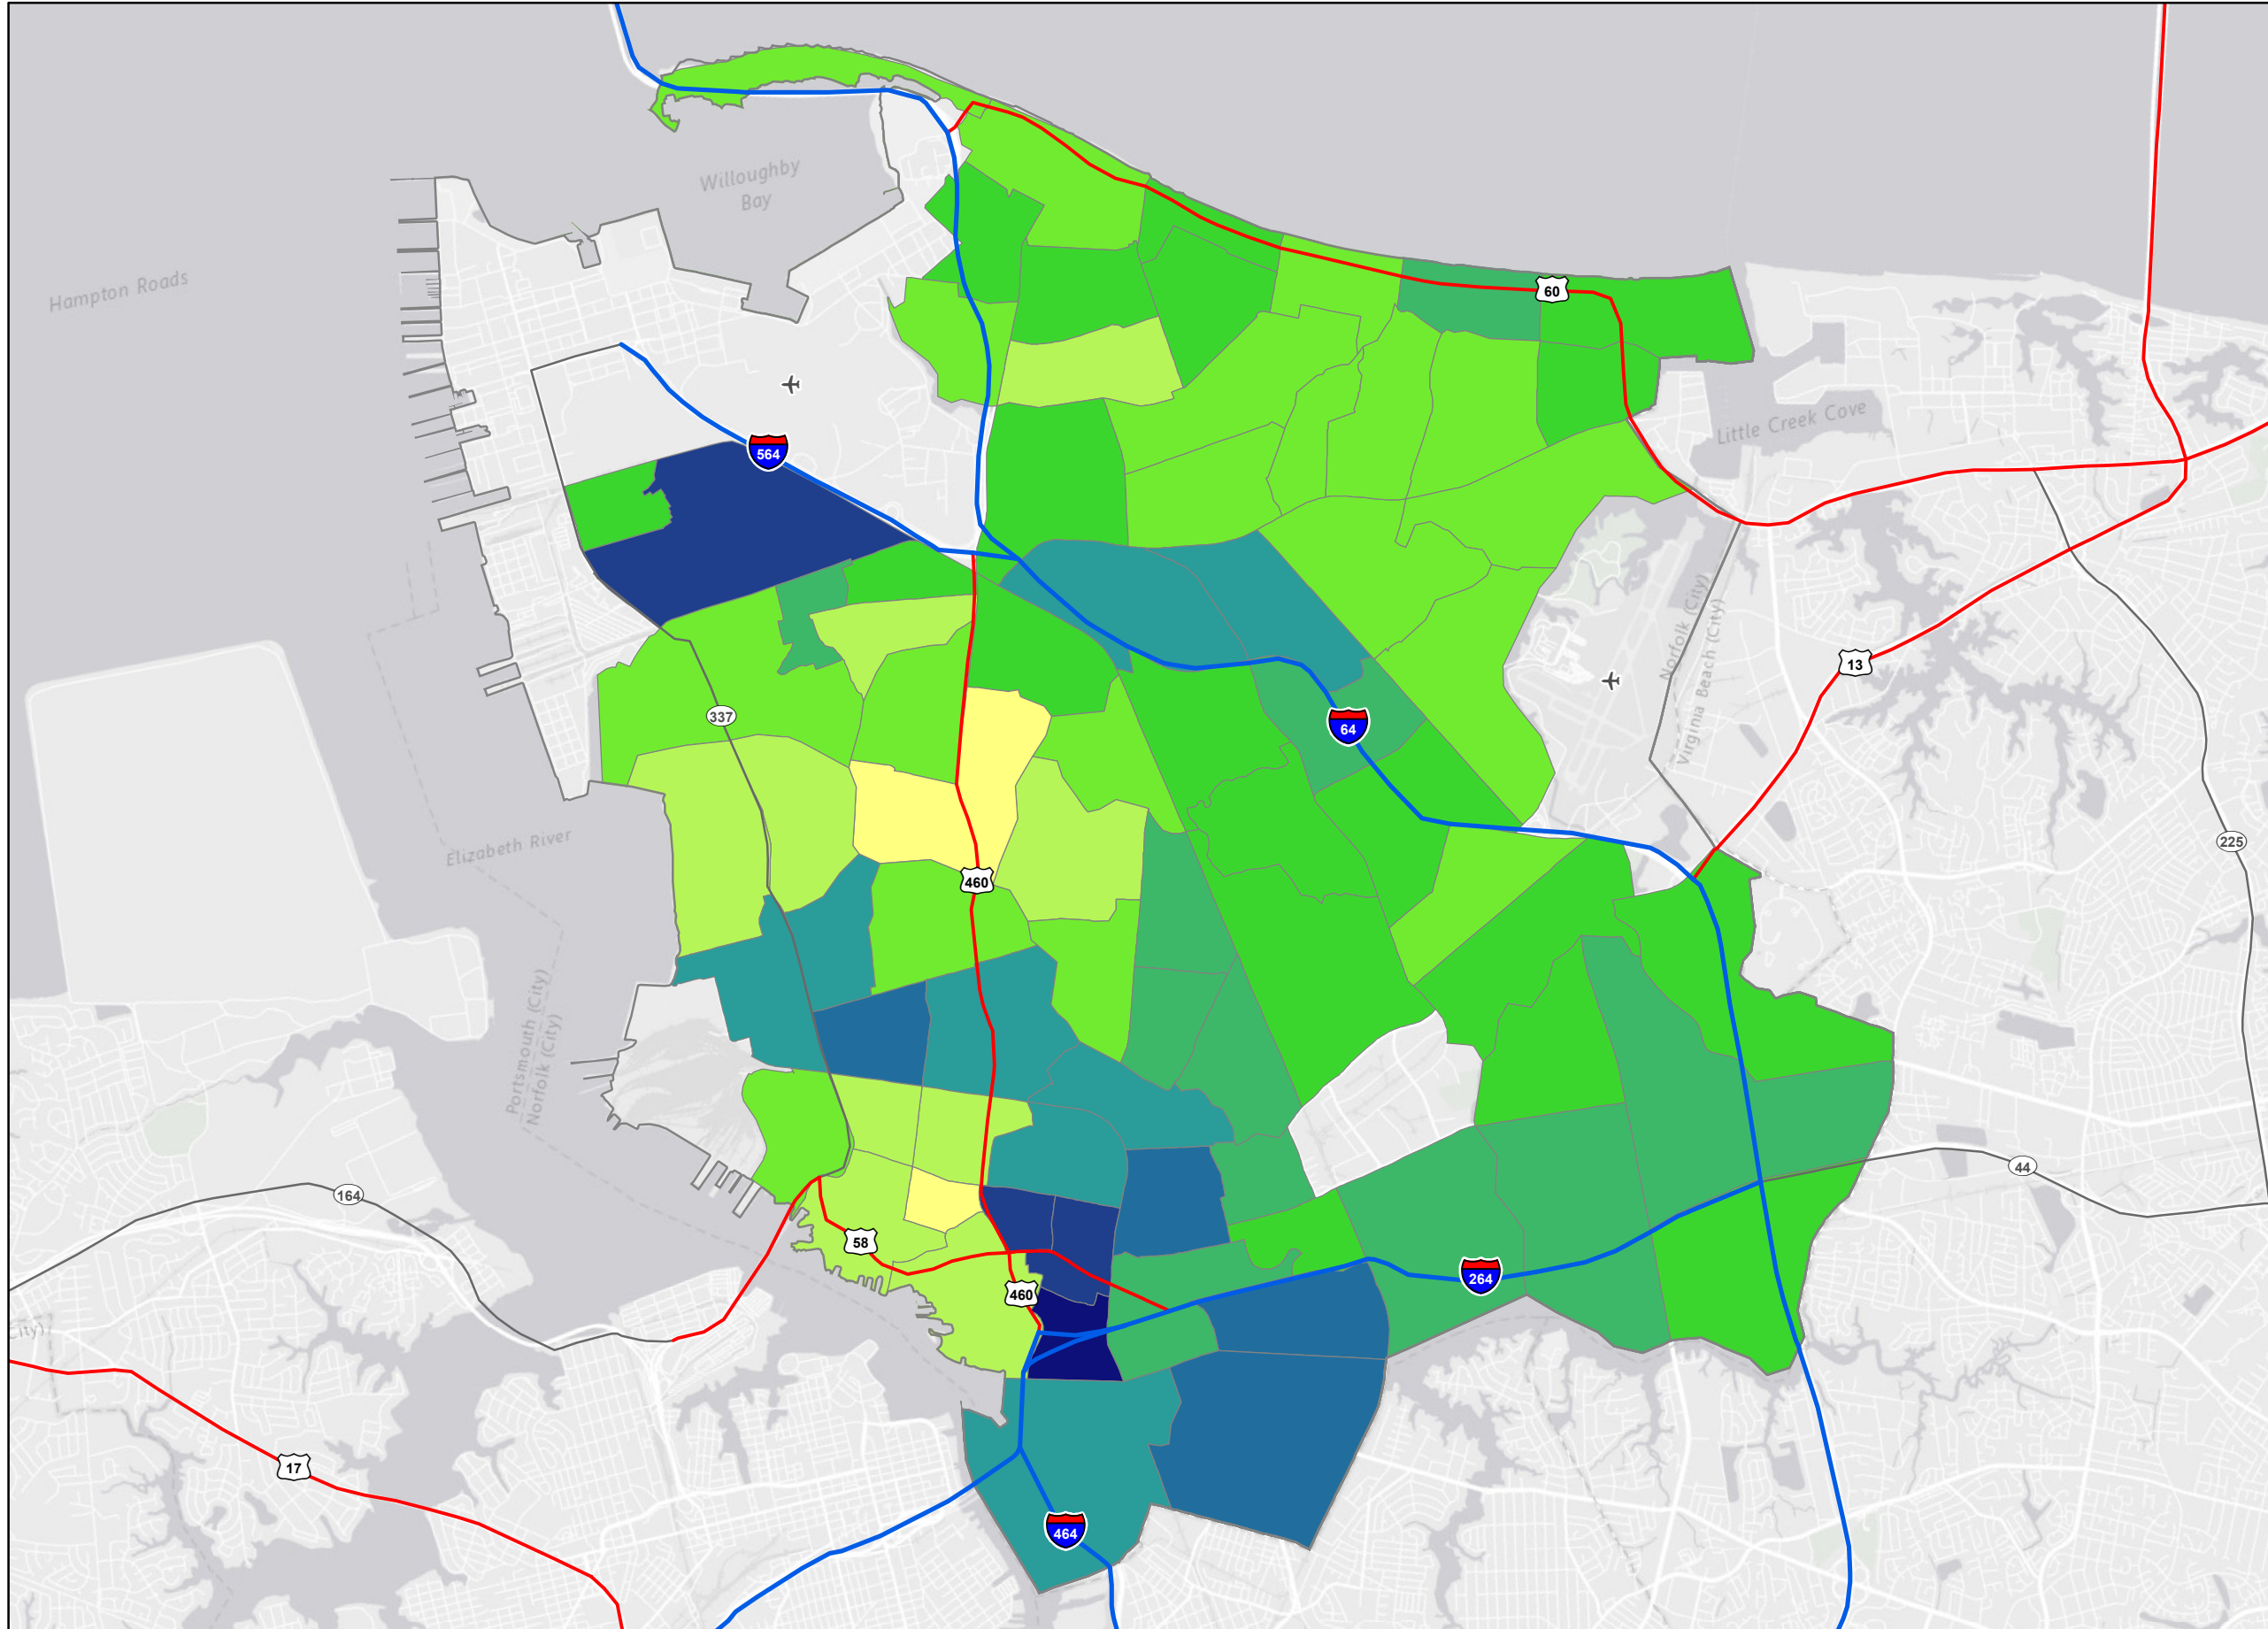 Willoughby
Bay
Hampton Roads
60
Little Creek Cove
564
Norfolk (City)
Virginia Beach (City)
13
337
64
225
Elizabeth River
460
Portsmouth (City)
Norfolk (City)
44
164
58
264
460
City)
17
464